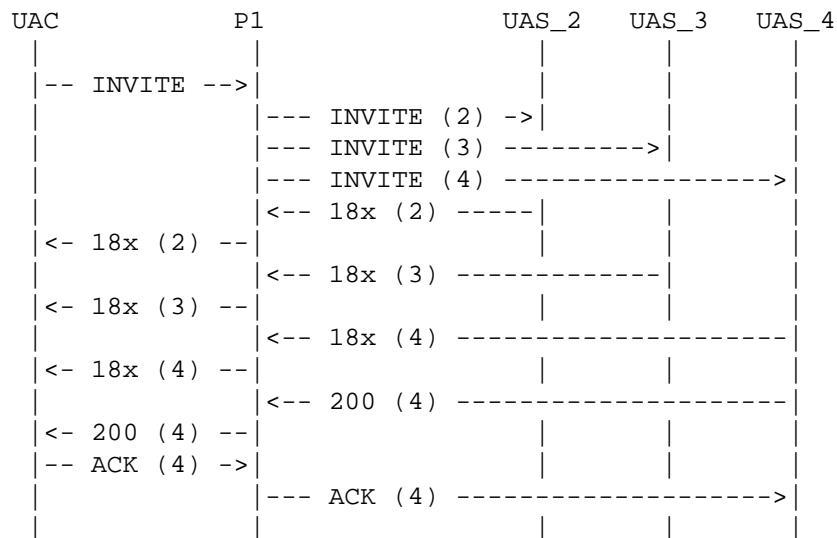 UAC P1 UAS_2 UAS_3 UAS_4
| | | | |
|-- INVITE -->| | | |
| |--- INVITE (2) ->| | |
| |--- INVITE (3) --------->| |
| |--- INVITE (4) ----------------->|
| |<-- 18x (2) -----| | |
|<- 18x (2) --| | | |
| |<-- 18x (3) -------------| |
|<- 18x (3) --| | | |
| |<-- 18x (4) ---------------------|
|<- 18x (4) --| | | |
| |<-- 200 (4) ---------------------|
|<- 200 (4) --| | | |
|-- ACK (4) ->| | | |
| |--- ACK (4) -------------------->|
| | | | |